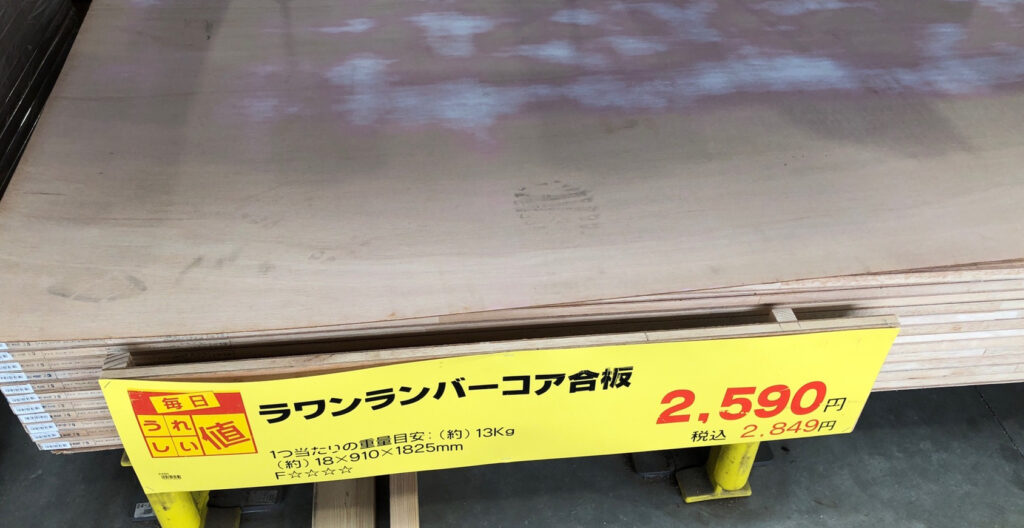 毎日
うれしい値
ラワンランバーコア合板
1つ当たりの重量目安:(約)13Kg
(約)18×910×1825mm
F☆☆☆☆
2,590円
税込 2,849円